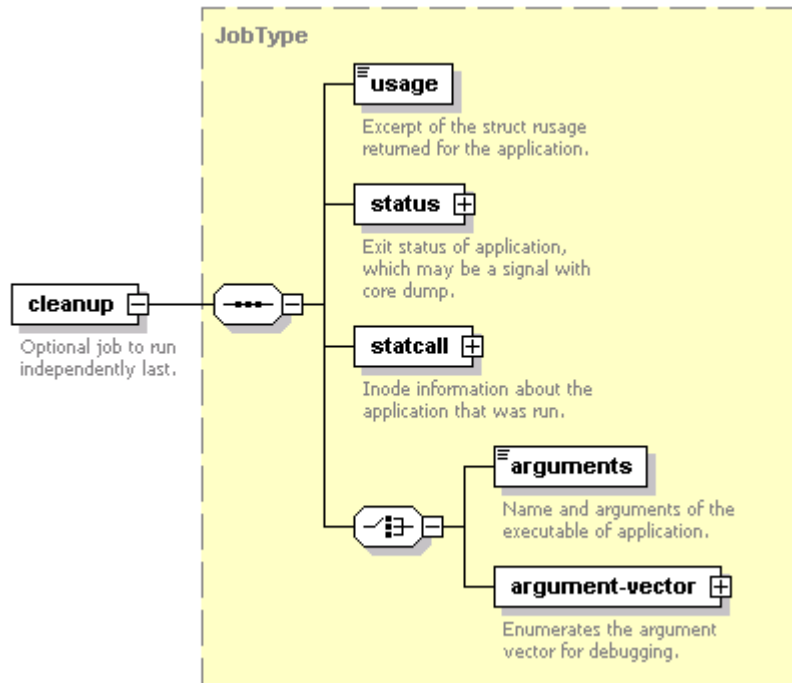 JobType
usage
Excerpt of the struct rusage
returned for the application.
status
Exit status of application,
which may be a signal with
core dump.
cleanup
Optional job to run
independently last.
statcall
Inode information about the
application that was run.
arguments
Name and arguments of the
executable of application.
argument-vector
Enumerates the argument
vector for debugging.